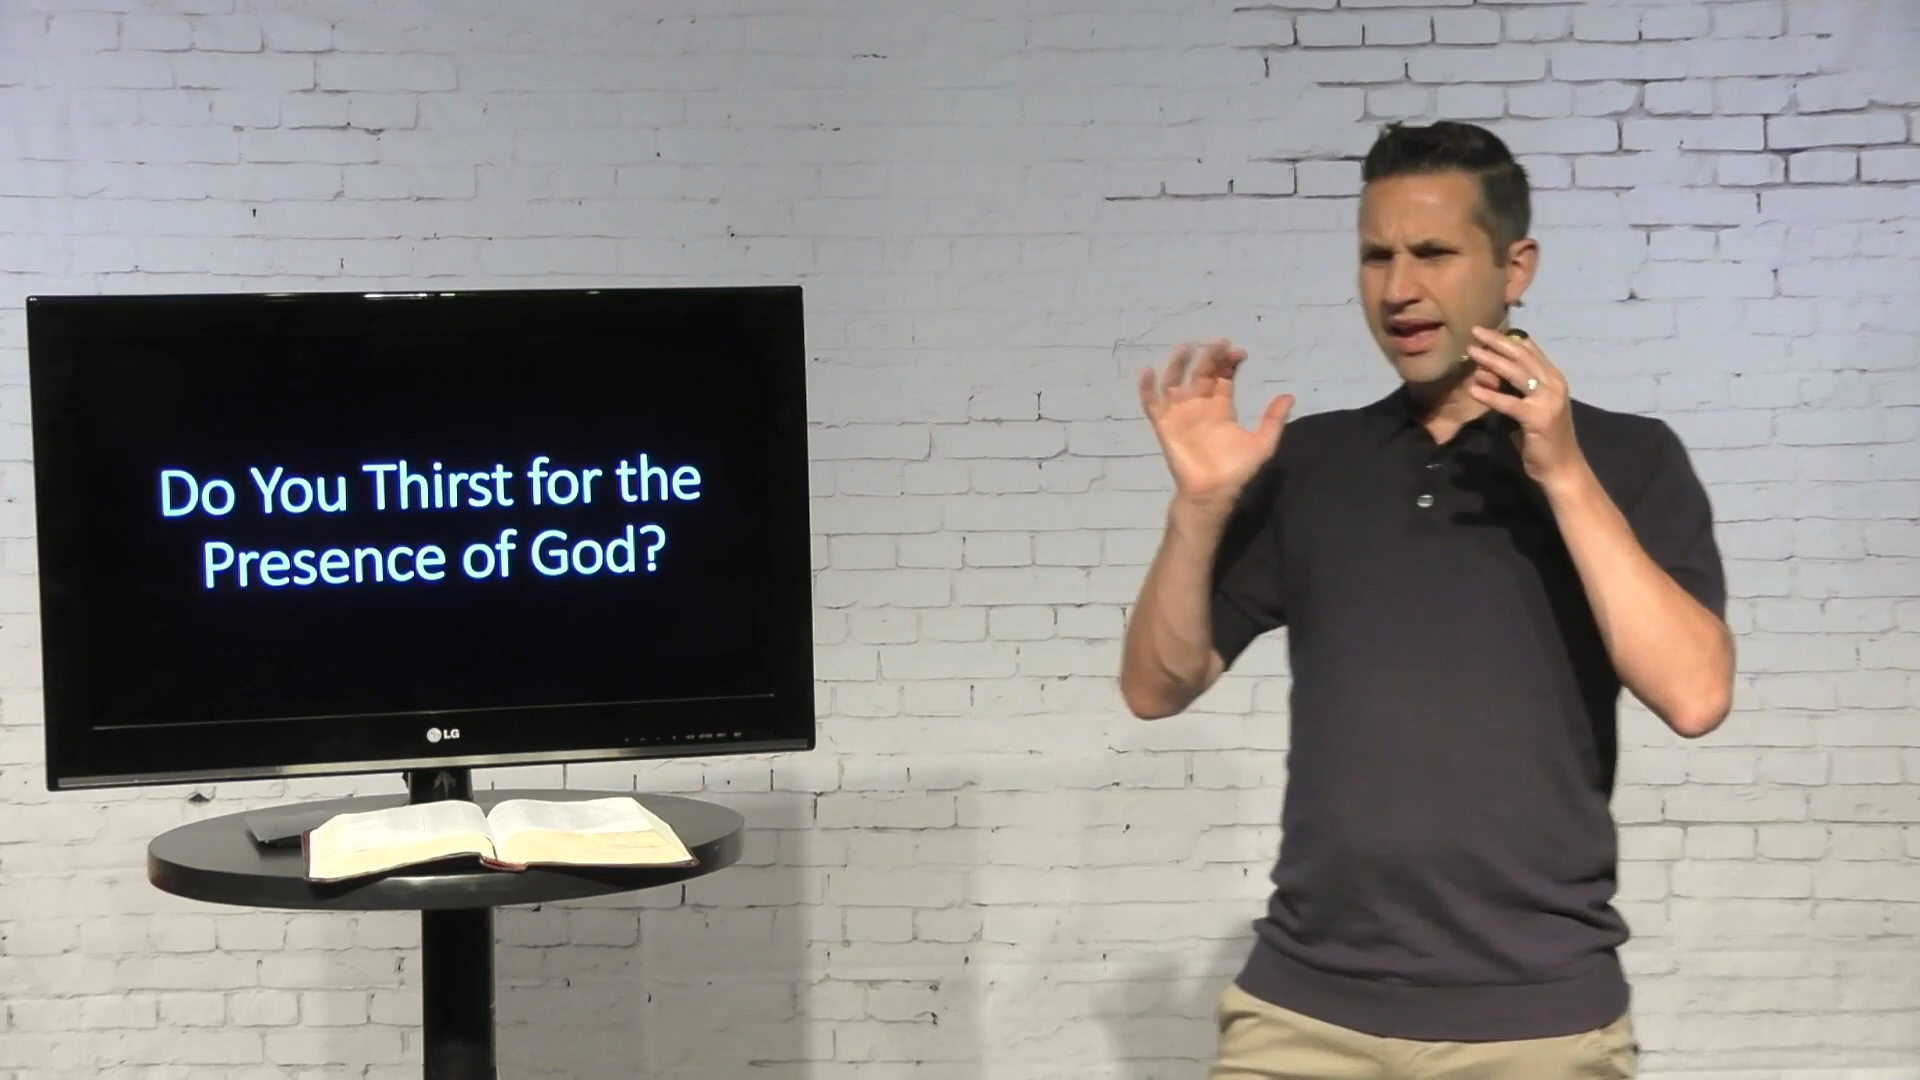 Do You Thirst for the
Presence of God?
LG